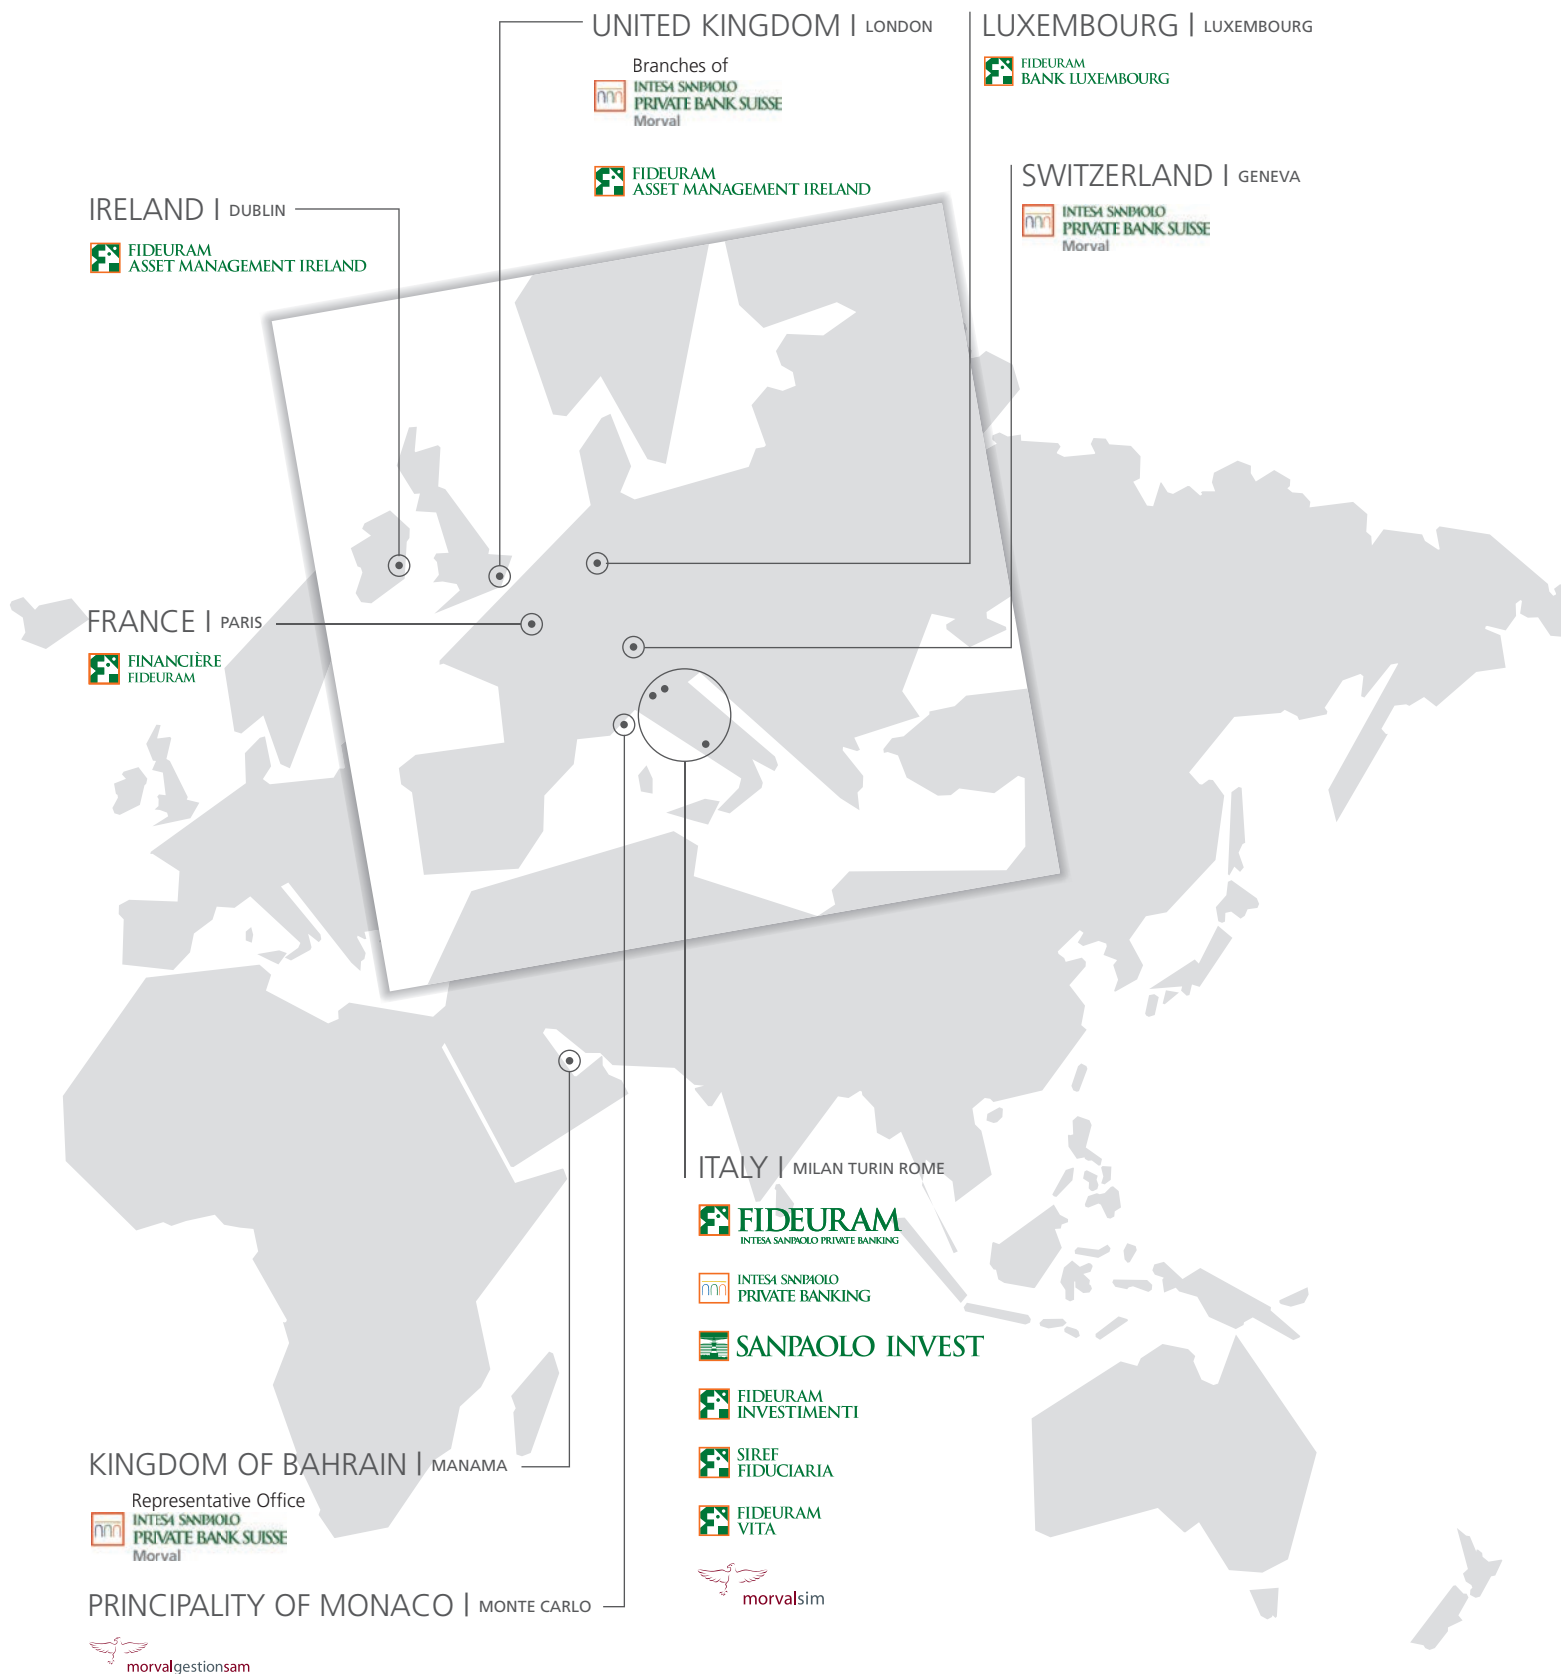 UNITED KINGDOM | LONDON
Branches of
INTESA SANPAOLO
PRIVATE BANK SUISSE
Morval
FIDEURAM
ASSET MANAGEMENT IRELAND
LUXEMBOURG | LUXEMBOURG
FIDEURAM
BANK LUXEMBOURG
SWITZERLAND | GENEVA
INTESA SANPAOLO
PRIVATE BANK SUISSE
Morval
IRELAND | DUBLIN
FIDEURAM
ASSET MANAGEMENT IRELAND
FRANCE | PARIS
FINANCIÈRE
FIDEURAM
ITALY | MILAN TURIN ROME
FIDEURAM
INTESA SANPAOLO PRIVATE BANKING
INTESA SANPAOLO
PRIVATE BANKING
SANPAOLO INVEST
FIDEURAM
INVESTIMENTI
SIREF
FIDUCIARIA
FIDEURAM
VITA
morvalsim
KINGDOM OF BAHRAIN | MANAMA
Representative Office
INTESA SANPAOLO
PRIVATE BANK SUISSE
Morval
PRINCIPALITY OF MONACO | MONTE CARLO
morvalgestionsam